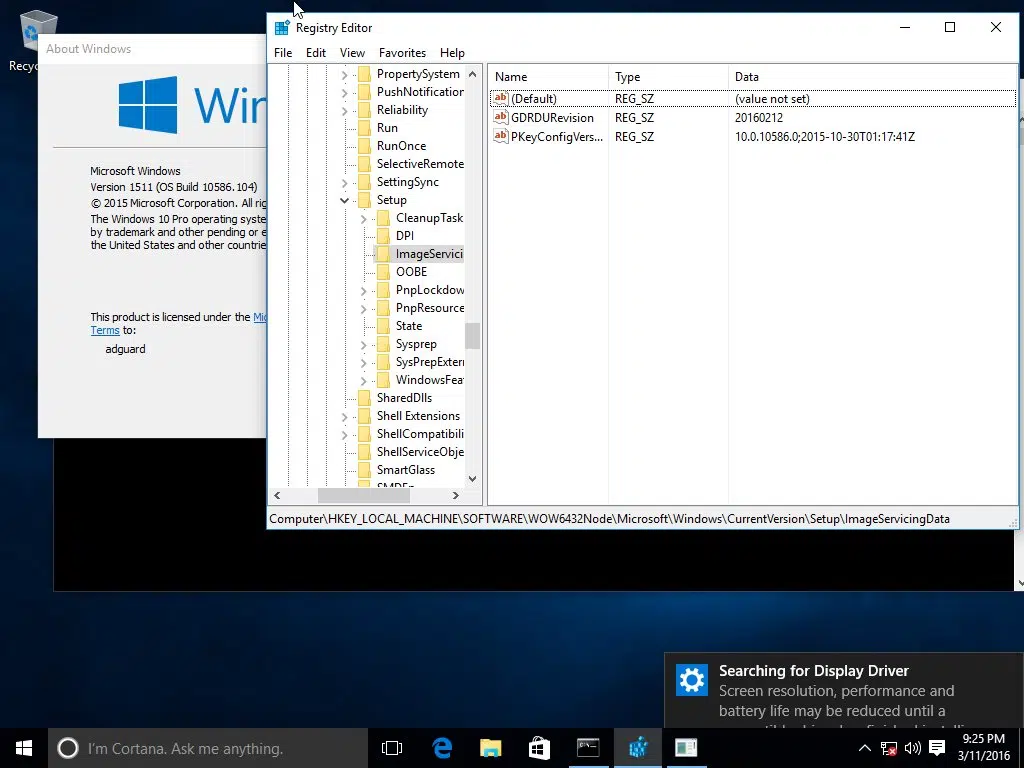 Recyc
About Windows
Win
Microsoft Windows
Version 1511 (OS Build 10586.104)
© 2015 Microsoft Corporation. All rig
The Windows 10 Pro operating syste
by trademark and other pending or e
the United States and other countrie
This product is licensed under the Mic
Terms to:
adguard
Registry Editor
File Edit View Favorites Help
PropertySystem
PushNotification
Reliability
Run
RunOnce
SelectiveRemote
SettingSync
Setup
CleanupTask
DPI
ImageServici
OOBE
PnpLockdow
PnpResource
State
Sysprep
SysPrepExter
WindowsFea
SharedDlls
Shell Extensions
ShellCompatibili
ShellServiceObje
SmartGlass
Name Type Data
(Default) REG_SZ (value not set)
GDRDURevision REG_SZ 20160212
PKeyConfigVers... REG_SZ 10.0.10586.0;2015-10-30T01:17:41Z
Computer\HKEY_LOCAL_MACHINE\SOFTWARE\WOW6432Node\Microsoft\Windows\CurrentVersion\Setup\ImageServicingData
Searching for Display Driver
Screen resolution, performance and
battery life may be reduced until a
I'm Cortana. Ask me anything.
9:25 PM
3/11/2016